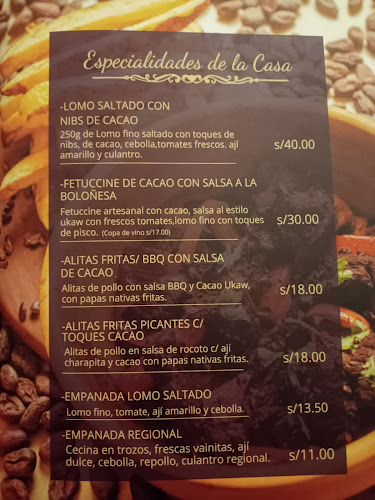 Especialidades de la Casa
-LOMO SALTADO CON
NIBS DE CACAO
250g de Lomo fino saltado con toques de
nibs, de cacao, cebolla,tomates frescos. ají
amarillo y culantro.
s/40.00
-FETUCCINE DE CACAO CON SALSA A LA
BOLOÑESA
Fetuccine artesanal con cacao, salsa al estilo
ukaw con frescos tomates,lomo fino con toques
de pisco. (Copa de vino s/17.00)
s/30.00
-ALITAS FRITAS/ BBQ CON SALSA
DE CACAO
Alitas de pollo con salsa BBQ y Cacao Ukaw,
con papas nativas fritas.
s/18.00
-ALITAS FRITAS PICANTES C/
TOQUES CACAO
Alitas de pollo en salsa de rocoto c/ ají
charapita y cacao con papas nativas fritas.
s/18.00
-EMPANADA LOMO SALTADO
Lomo fino, tomate, ají amarillo y cebolla.
s/13.50
-EMPANADA REGIONAL
Cecina en trozos, frescas vainitas, ají
dulce, cebolla, repollo, culantro regional.
s/11.00